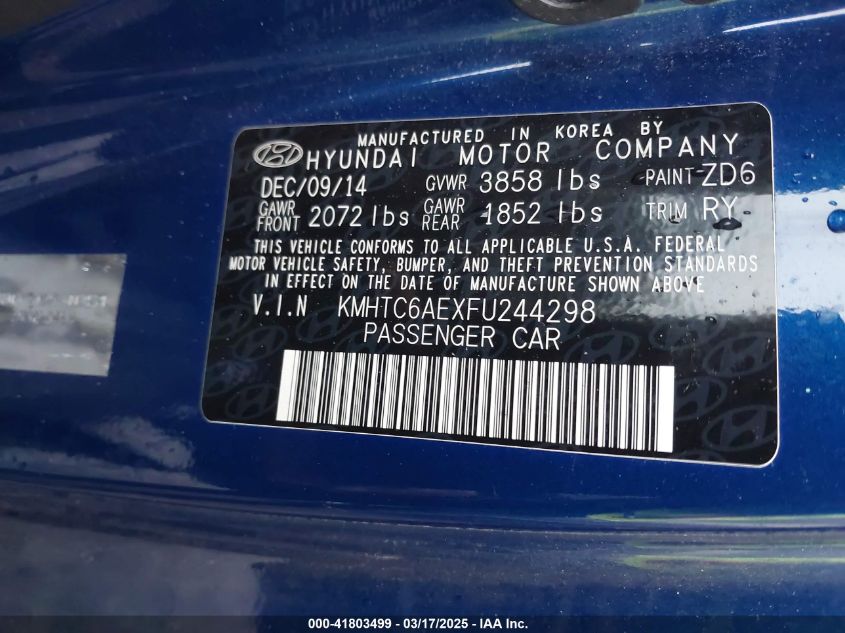 MANUFACTURED IN KOREA BY
HYUNDAI MOTOR COMPANY
DEC/09/14 GVWR 3858 lbs PAINT ZD6
GAWR FRONT 2072 lbs GAWR REAR 1852 lbs TRIM RY
THIS VEHICLE CONFORMS TO ALL APPLICABLE U.S.A. FEDERAL
MOTOR VEHICLE SAFETY, BUMPER, AND THEFT PREVENTION STANDARDS
IN EFFECT ON THE DATE OF MANUFACTURE SHOWN ABOVE
V.I.N KMHTC6AEXFU244298
PASSENGER CAR
000-41803499 - 03/17/2025 - IAA Inc.